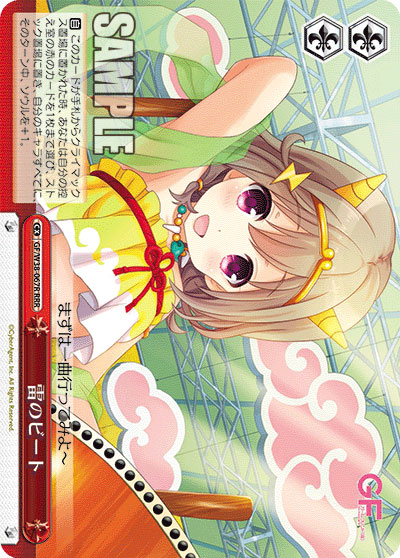 SAMPLE
【自】このカードが手札からクライマック
ス置場に置かれた時、あなたは自分の控
え室の赤のカードを1枚まで選び、スト
ック置場に置き、自分のキャラすべてに、
そのターン中、ソウルを+1。
まずは一曲行ってみよ〜
CX GF/W38-067R RRR
雷のビート
©CyberAgent, Inc. All Rights Reserved.
GF